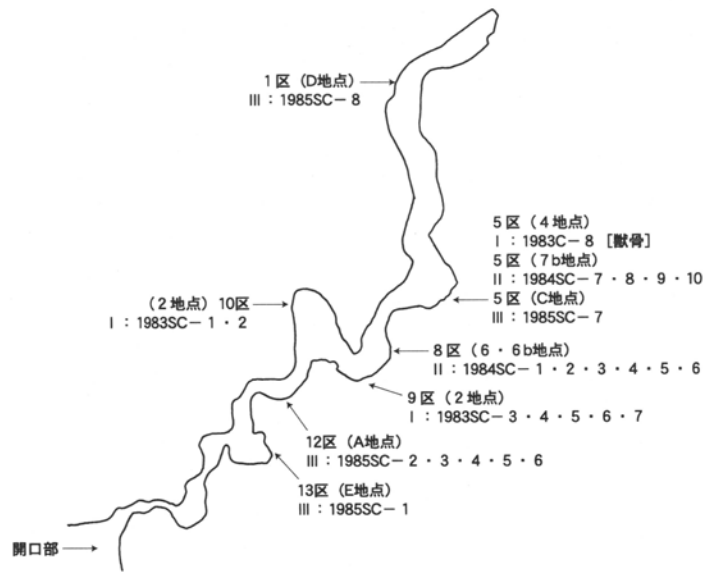 1区（D地点）
Ⅲ：1985SC－8
5区（4地点）
Ⅰ：1983C－8 [獣骨]
5区（7b地点）
Ⅱ：1984SC－7・8・9・10
5区（C地点）
Ⅲ：1985SC－7
（2地点）10区
Ⅰ：1983SC－1・2
8区（6・6b地点）
Ⅱ：1984SC－1・2・3・4・5・6
9区（2地点）
Ⅰ：1983SC－3・4・5・6・7
12区（A地点）
Ⅲ：1985SC－2・3・4・5・6
13区（E地点）
Ⅲ：1985SC－1
開口部